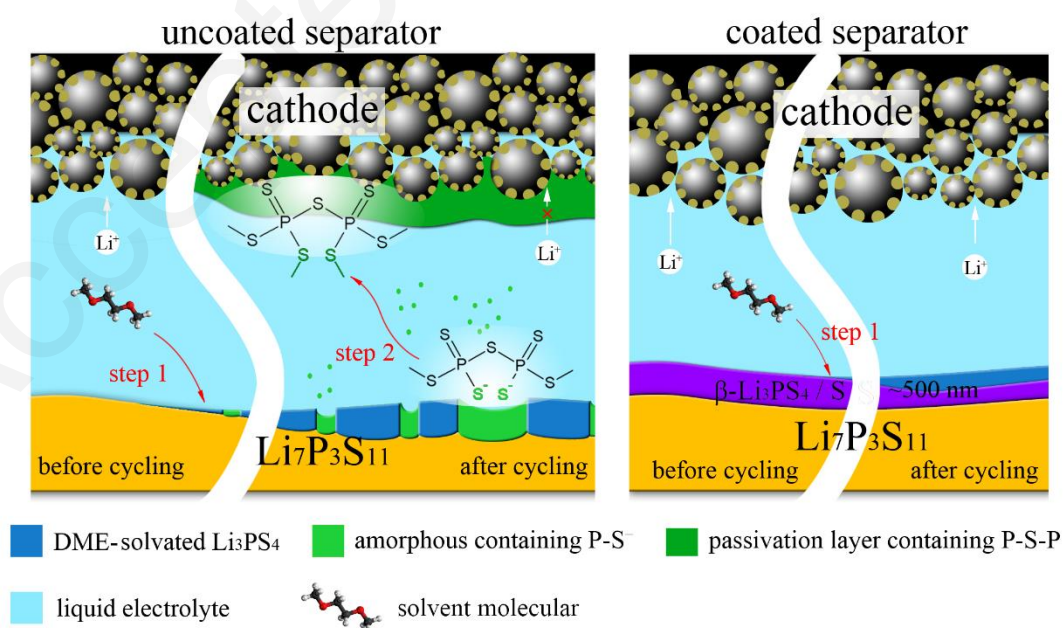 uncoated separator
coated separator
cathode
cathode
S
S
S
P
P
S
S
S
S
Li⁺
Li⁺
Li⁺
Li⁺
step 1
step 2
S
S
S
P
P
S
S
S⁻
S⁻
step 1
β-Li₃PS₄ / S
~500 nm
Li₇P₃S₁₁
before cycling
after cycling
Li₇P₃S₁₁
before cycling
after cycling
DME-solvated Li₃PS₄
amorphous containing P-S⁻
passivation layer containing P-S-P
liquid electrolyte
solvent molecular